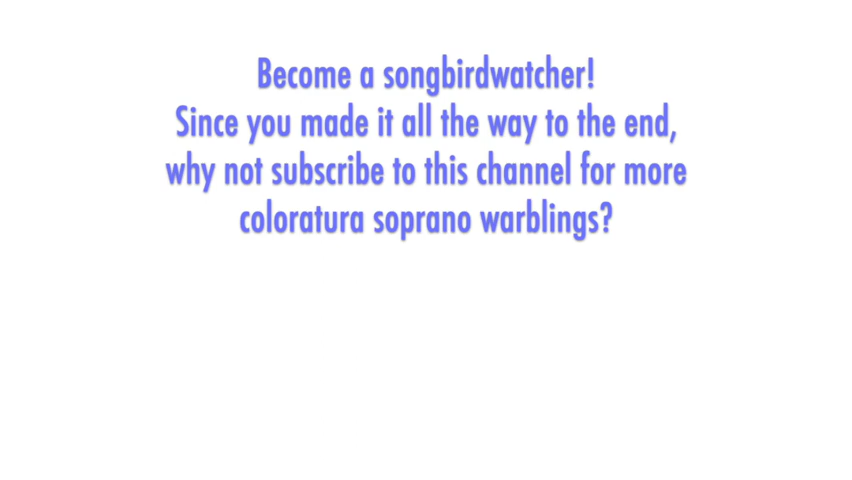 Become a songbirdwatcher!
Since you made it all the way to the end,
why not subscribe to this channel for more
coloratura soprano warblings?